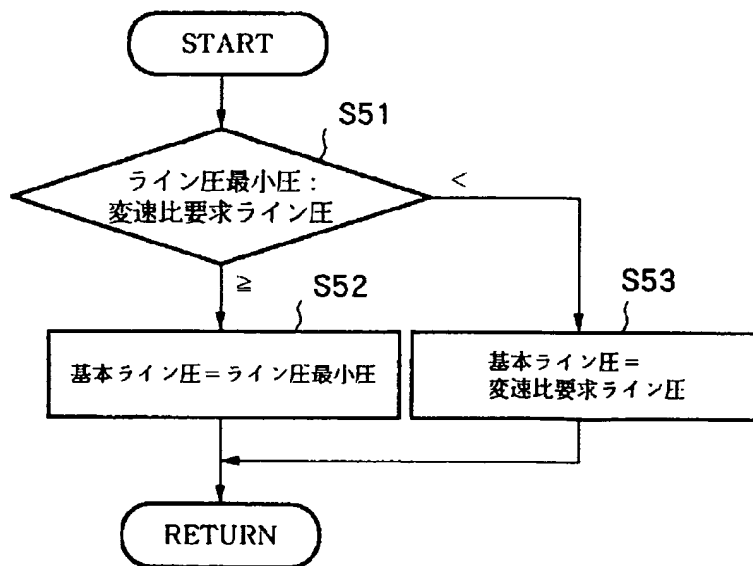 START
S51
ライン圧最小圧：
変速比要求ライン圧
<
≧
S52
基本ライン圧＝ライン圧最小圧
S53
基本ライン圧＝
変速比要求ライン圧
RETURN